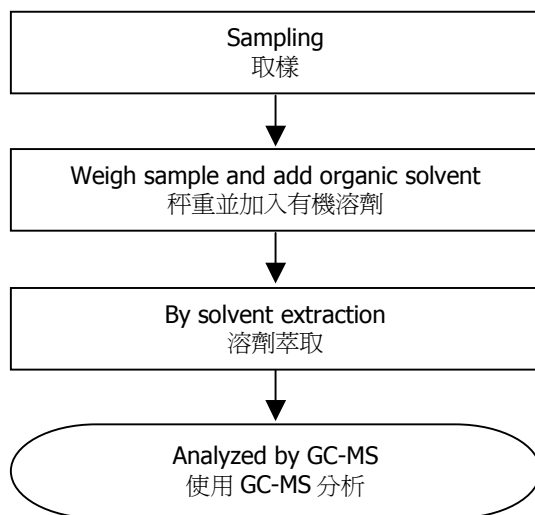 Sampling
取樣
Weigh sample and add organic solvent
秤重並加入有機溶劑
By solvent extraction
溶劑萃取
Analyzed by GC-MS
使用 GC-MS 分析